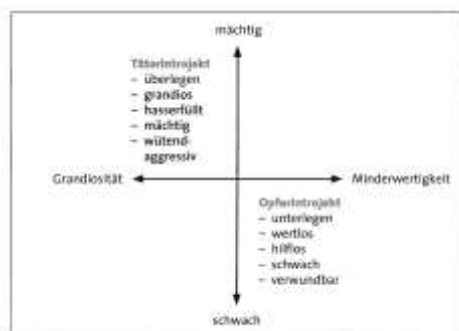 mächtig
Täterintrojekt
– überlegen
– grandios
– hasserfüllt
– mächtig
– wütend-
aggressiv
Grandiosität
Minderwertigkeit
Opferintrojekt
– unterlegen
– wertlos
– hilflos
– schwach
– verwundbar
schwach